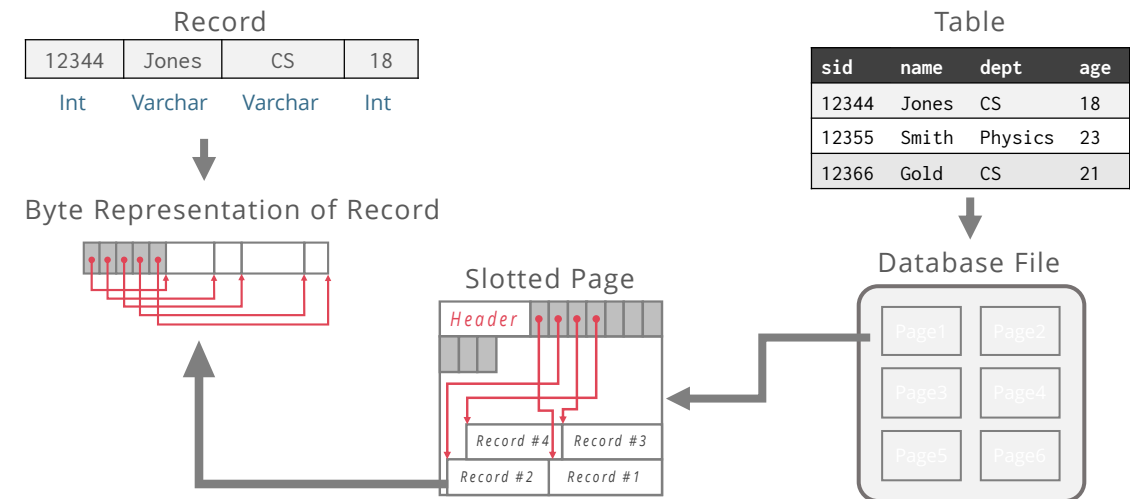 Record
12344 Jones CS 18
Int Varchar Varchar Int
Byte Representation of Record
Table
sid name dept age
12344 Jones CS 18
12355 Smith Physics 23
12366 Gold CS 21
Slotted Page
Header
Record #4 Record #3
Record #2 Record #1
Database File
Page1 Page2
Page3 Page4
Page5 Page6